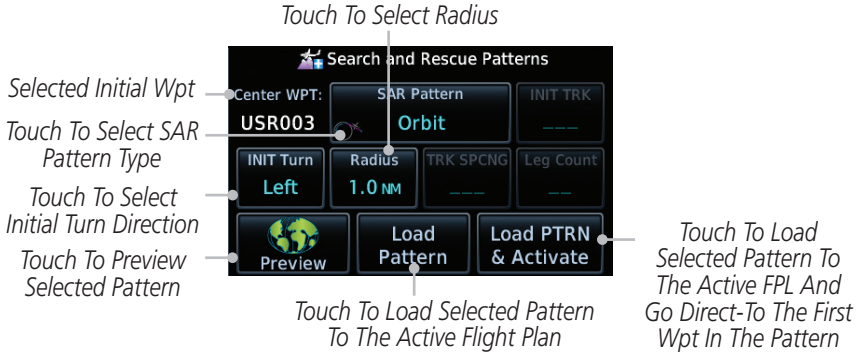 Touch To Select Radius
Search and Rescue Patterns
Selected Initial Wpt
Center WPT:
USR003
SAR Pattern
Orbit
INIT TRK
___
Touch To Select SAR
Pattern Type
INIT Turn
Left
Radius
1.0 NM
TRK SPCNG
___
Leg Count
__
Touch To Select
Initial Turn Direction
Preview
Load
Pattern
Load PTRN
& Activate
Touch To Preview
Selected Pattern
Touch To Load Selected Pattern
To The Active Flight Plan
Touch To Load
Selected Pattern To
The Active FPL And
Go Direct-To The First
Wpt In The Pattern